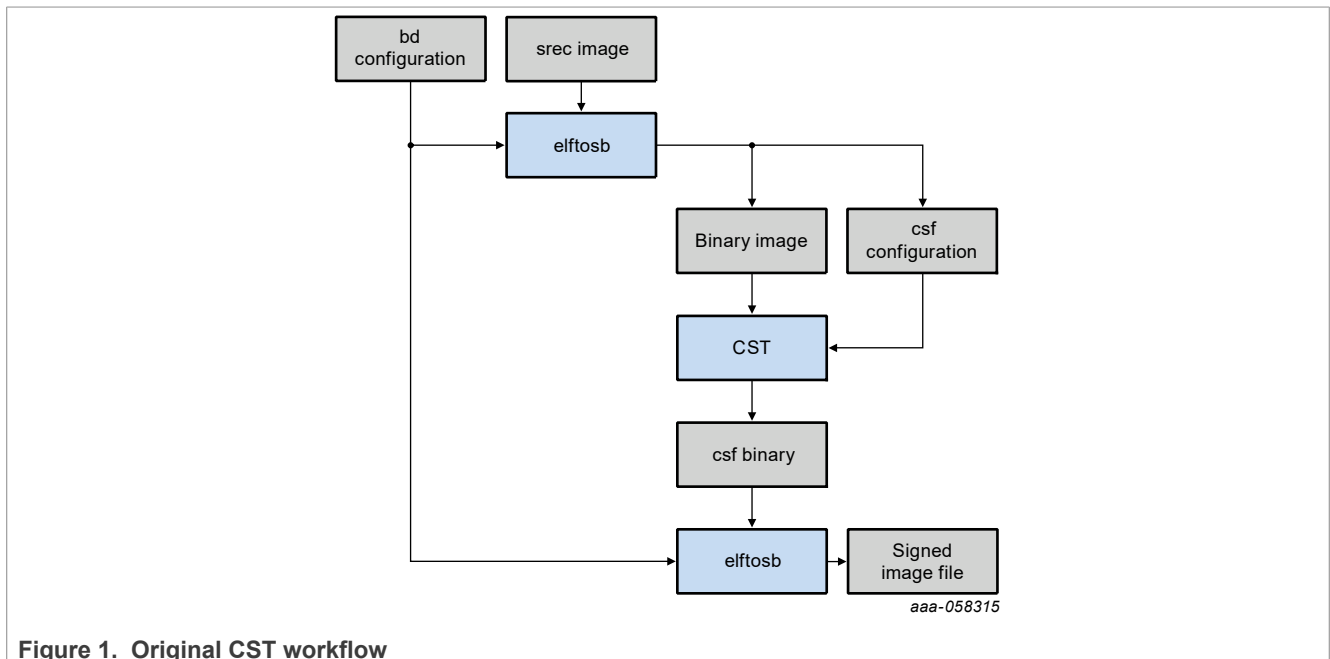 bd
configuration
srec image
elftosb
Binary image
csf
configuration
CST
csf binary
elftosb
Signed
image file
aaa-058315
Figure 1. Original CST workflow